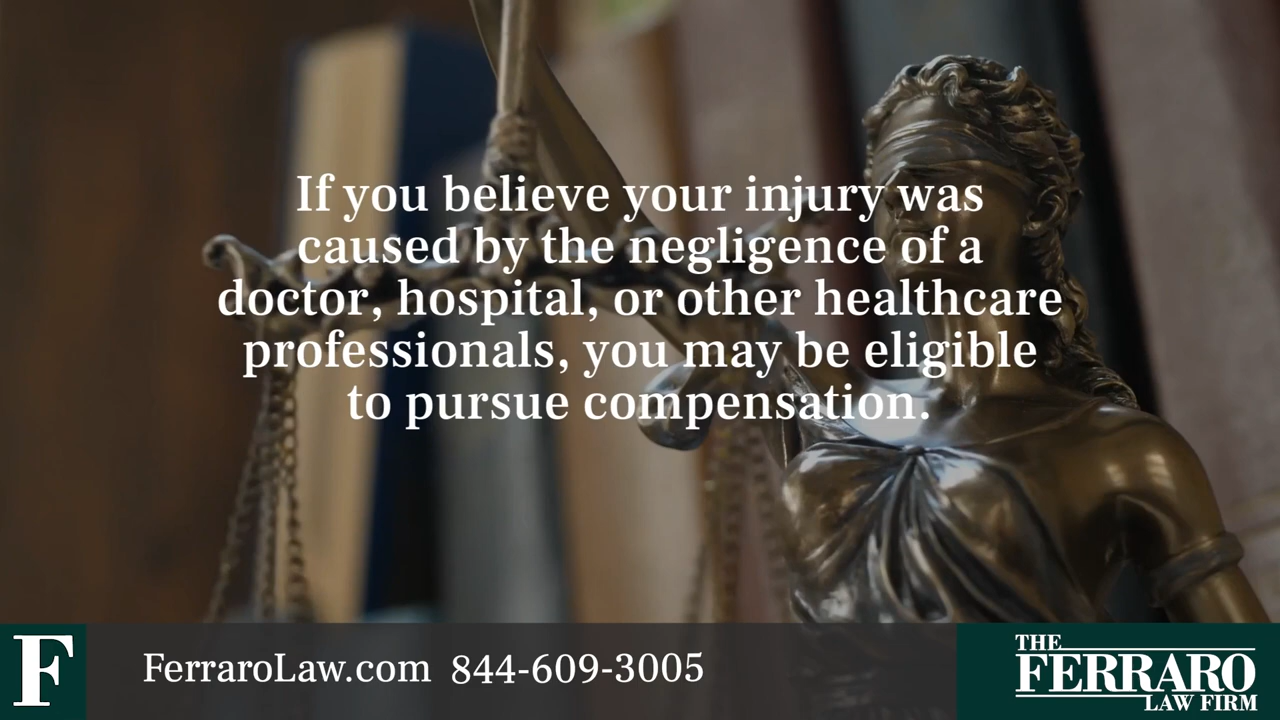 If you believe your injury was
caused by the negligence of a
doctor, hospital, or other healthcare
professionals, you may be eligible
to pursue compensation.
F
FerraroLaw.com 844-609-3005
THE
FERRARO
LAW FIRM